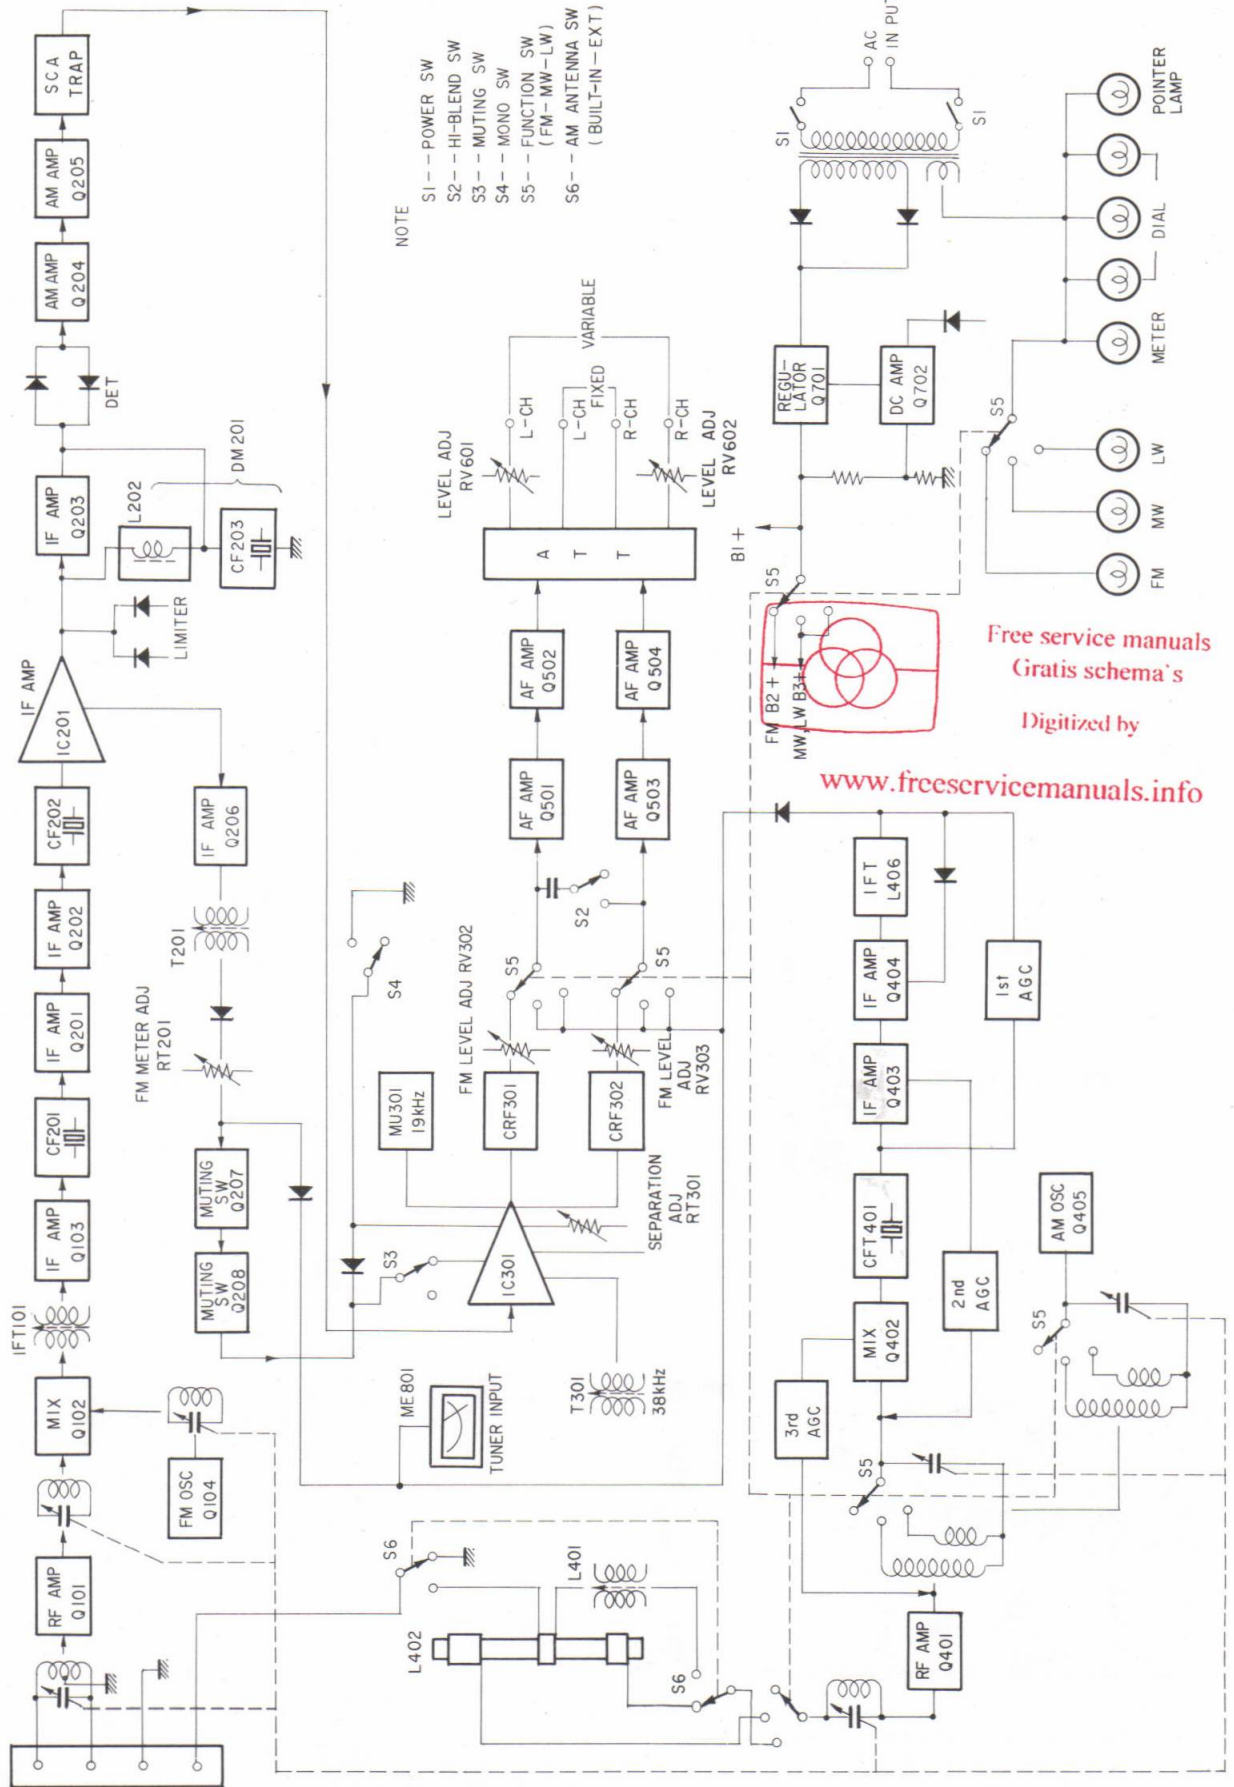 SCA
TRAP
AM AMP
Q205
AM AMP
Q204
DET
IF AMP
Q203
L202
DM201
CF203
LIMITER
IF AMP
IC201
CF202
IF AMP
Q202
IF AMP
Q201
CF201
IF AMP
Q103
IFT101
MIX
Q102
FM OSC
Q104
RF AMP
Q101
IF AMP
Q206
T201
FM METER ADJ
RT201
MUTING
SW
Q207
MUTING
SW
Q208
NOTE
S1 -- POWER SW
S2 -- HI-BLEND SW
S3 -- MUTING SW
S4 -- MONO SW
S5 -- FUNCTION SW
(FM-MW-LW)
S6 -- AM ANTENNA SW
(BUILT-IN-EXT)
S4
S3
MU301
19kHz
IC301
CRF301
CRF302
FM LEVEL ADJ RV302
FM LEVEL
ADJ
RV303
SEPARATION
ADJ
RT301
T301
38kHz
ME801
TUNER INPUT
S5
S5
S2
AF AMP
Q501
AF AMP
Q502
AF AMP
Q503
AF AMP
Q504
A
T
T
LEVEL ADJ
RV601
LEVEL ADJ
RV602
L-CH
L-CH
R-CH
R-CH
FIXED
VARIABLE
S6
L402
L401
S6
RF AMP
Q401
3rd
AGC
MIX
Q402
CFT401
IF AMP
Q403
IF AMP
Q404
IFT
L406
1st
AGC
2nd
AGC
AM OSC
Q405
S5
S5
AC
IN PUT
S1
S1
REGU-
LATOR
Q701
DC AMP
Q702
B1+
S5
FM B2+
MW,LW B3+
S5
FM
MW
LW
METER
DIAL
POINTER
LAMP
Free service manuals
Gratis schema`s
Digitized by
www.freeservicemanuals.info